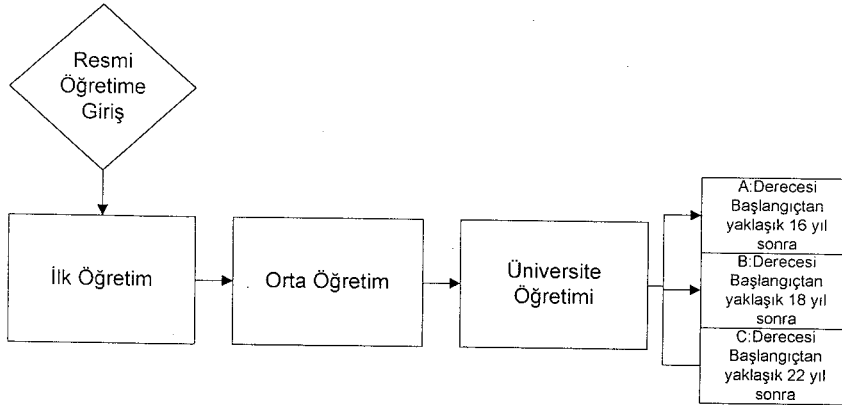 Resmi
Öğretime
Giriş
İlk Öğretim
Orta Öğretim
Üniversite
Öğretimi
A:Derecesi
Başlangıçtan
yaklaşık 16 yıl
sonra
B:Derecesi
Başlangıçtan
yaklaşık 18 yıl
sonra
C:Derecesi
Başlangıçtan
yaklaşık 22 yıl
sonra